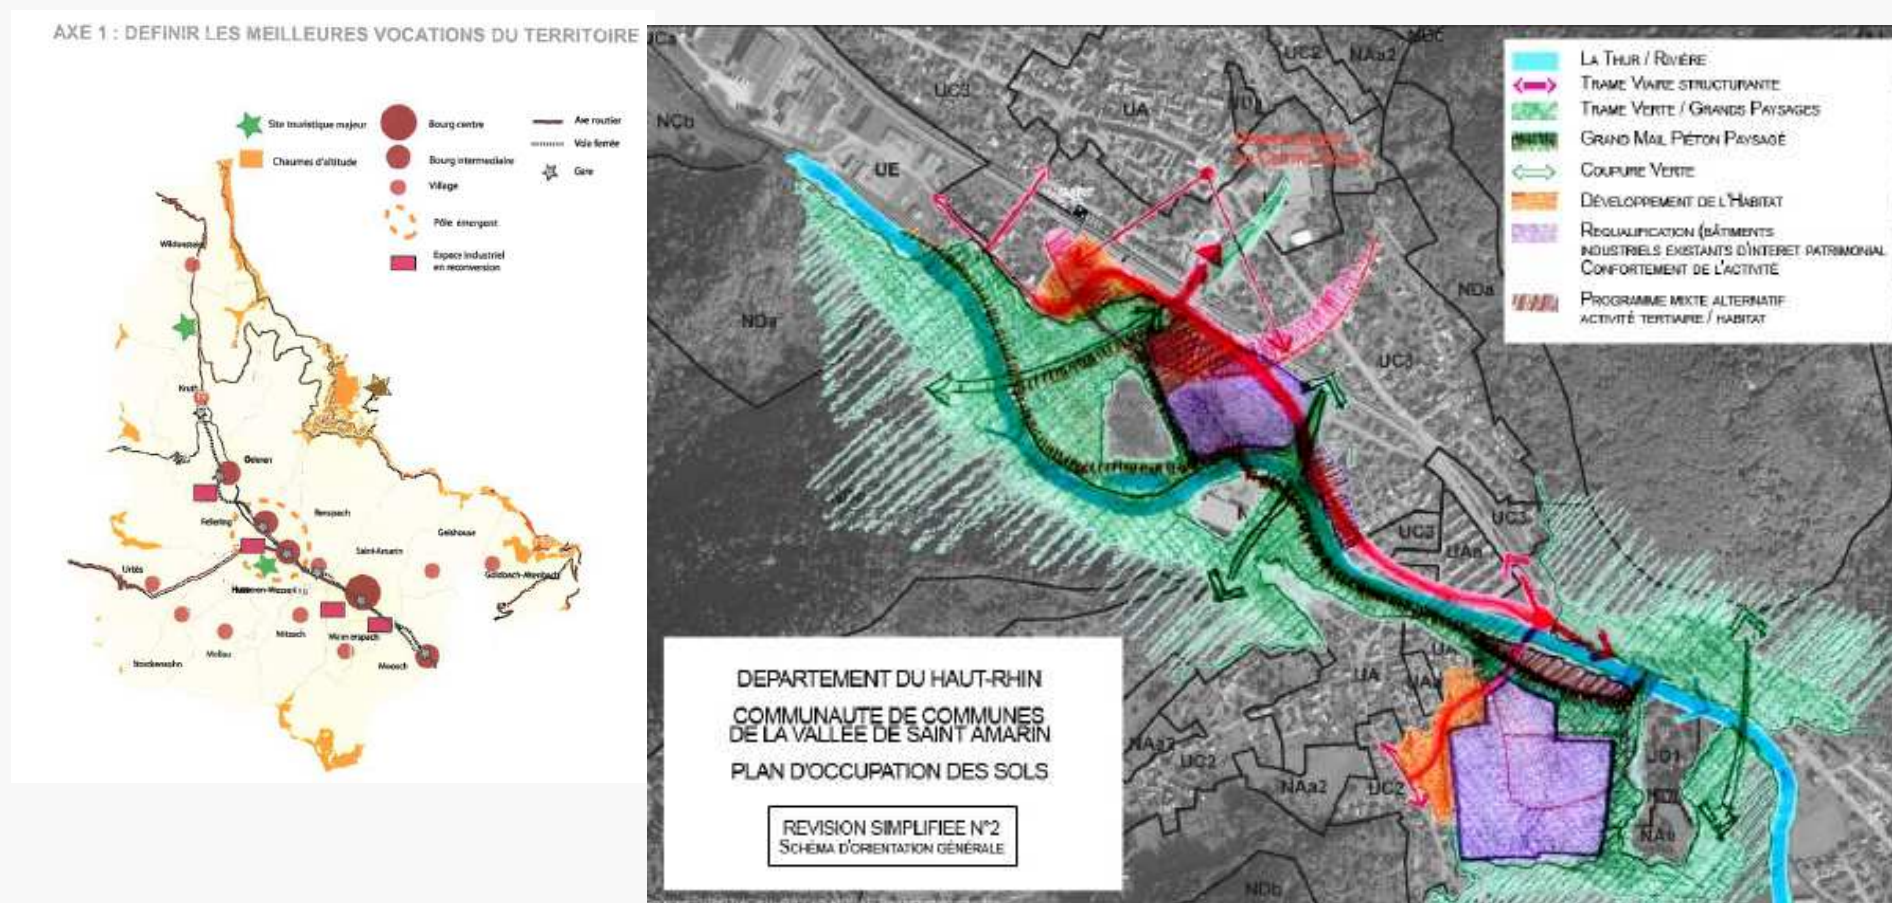 AXE 1 : DEFINIR LES MEILLEURES VOCATIONS DU TERRITOIRE
Site touristique majeur
Chaumes d'altitude
Bourg centre
Bourg intermediaire
Village
Pôle émergent
Espace industriel
en reconversion
Axe routier
Voie ferrée
Gare
Wildenstein
Kruth
Oderen
Fellering
Ranspach
Saint-Amarin
Geishouse
Goldbach-Altenbach
Urbès
Mitzach
Mollau
Storckensohn
Moosch
UCa
UC3
UA
UC2
NAa2
NCb
UE
NDa
NDa
UC3
UC3
UAa
UC3
UA
NAa2
UC2
NAa2
UC2
NDb
LA THUR / RIVIÈRE
TRAME VIAIRE STRUCTURANTE
TRAME VERTE / GRANDS PAYSAGES
GRAND MAIL PIÉTON PAYSAGÉ
COUPURE VERTE
DÉVELOPPEMENT DE L'HABITAT
REQUALIFICATION (BÂTIMENTS
INDUSTRIELS EXISTANTS D'INTERET PATRIMONIAL
CONFORTEMENT DE L'ACTIVITÉ
PROGRAMME MIXTE ALTERNATIF
ACTIVITÉ TERTIAIRE / HABITAT
DEPARTEMENT DU HAUT-RHIN
COMMUNAUTE DE COMMUNES
DE LA VALLEE DE SAINT AMARIN
PLAN D'OCCUPATION DES SOLS
REVISION SIMPLIFIEE N°2
SCHÉMA D'ORIENTATION GÉNÉRALE